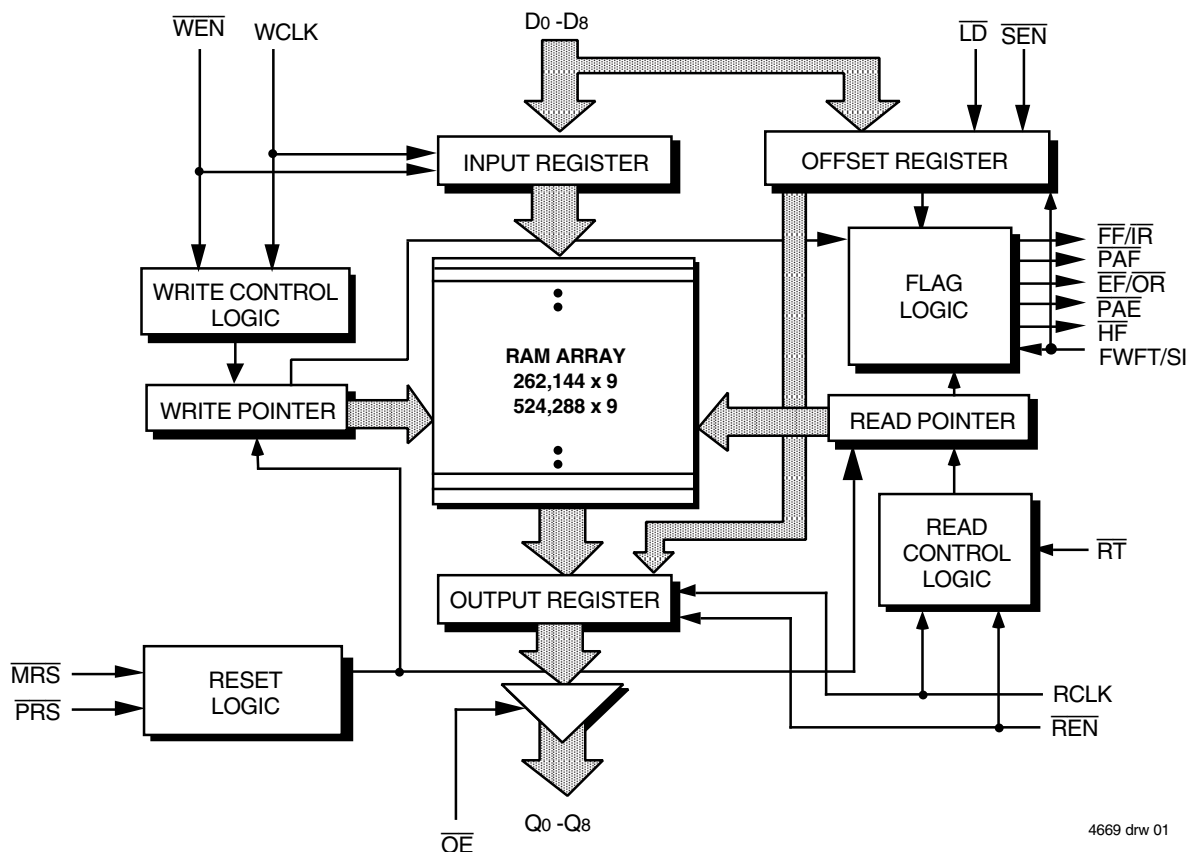 WEN
WCLK
D0 -D8
LD
SEN
INPUT REGISTER
OFFSET REGISTER
WRITE CONTROL
LOGIC
FLAG
LOGIC
FF/IR
PAF
EF/OR
PAE
HF
FWFT/SI
RAM ARRAY
262,144 x 9
524,288 x 9
WRITE POINTER
READ POINTER
READ
CONTROL
LOGIC
RT
OUTPUT REGISTER
MRS
PRS
RESET
LOGIC
RCLK
REN
OE
Q0 -Q8
4669 drw 01